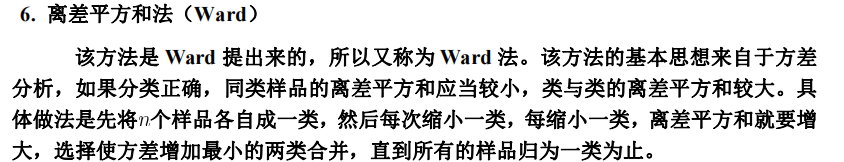 6. 离差平方和法（Ward）
该方法是 Ward 提出来的，所以又称为 Ward 法。该方法的基本思想来自于方差
分析，如果分类正确，同类样品的离差平方和应当较小，类与类的离差平方和较大。具
体做法是先将n个样品各自成一类，然后每次缩小一类，每缩小一类，离差平方和就要增
大，选择使方差增加最小的两类合并，直到所有的样品归为一类为止。